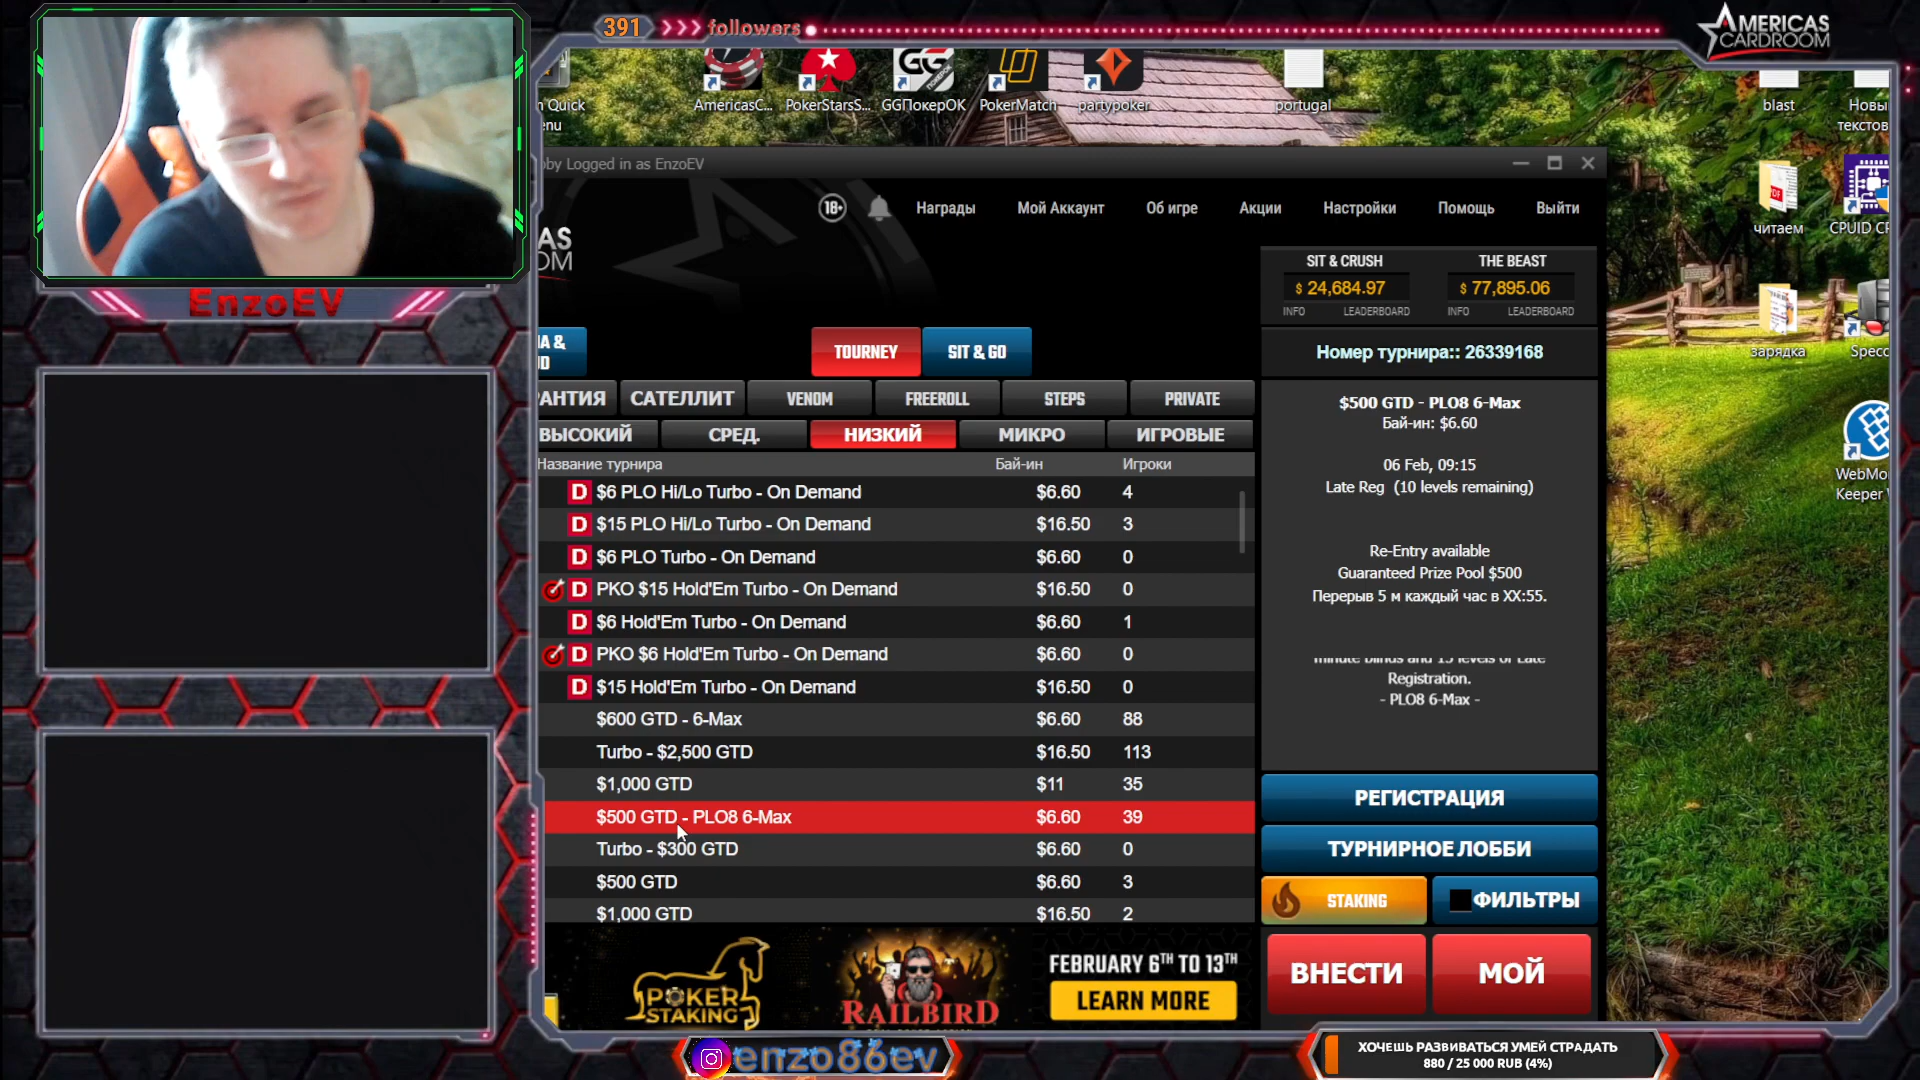 391 >>> followers
AMERICAS
CARDROOM
n Quick
enu
AmericasC...
PokerStarsS...
GGПокерОК
PokerMatch
partypoker
portugal
blast
Новы
текстов
by Logged in as EnzoEV
18+
Награды
Мой Аккаунт
Об игре
Акции
Настройки
Помощь
Выйти
читаем
CPUID CP
EnzoEV
AS
OM
SIT & CRUSH
$ 24,684.97
INFO LEADERBOARD
THE BEAST
$ 77,895.06
INFO LEADERBOARD
зарядка
Specc
A &
D
TOURNEY
SIT & GO
Номер турнира:: 26339168
АНТИЯ
САТЕЛЛИТ
VENOM
FREEROLL
STEPS
PRIVATE
ВЫСОКИЙ
СРЕД.
НИЗКИЙ
МИКРО
ИГРОВЫЕ
Название турнира Бай-ин Игроки
D $6 PLO Hi/Lo Turbo - On Demand $6.60 4
D $15 PLO Hi/Lo Turbo - On Demand $16.50 3
D $6 PLO Turbo - On Demand $6.60 0
D PKO $15 Hold'Em Turbo - On Demand $16.50 0
D $6 Hold'Em Turbo - On Demand $6.60 1
D PKO $6 Hold'Em Turbo - On Demand $6.60 0
D $15 Hold'Em Turbo - On Demand $16.50 0
$600 GTD - 6-Max $6.60 88
Turbo - $2,500 GTD $16.50 113
$1,000 GTD $11 35
$500 GTD - PLO8 6-Max $6.60 39
Turbo - $300 GTD $6.60 0
$500 GTD $6.60 3
$1,000 GTD $16.50 2
$500 GTD - PLO8 6-Max
Бай-ин: $6.60
06 Feb, 09:15
Late Reg (10 levels remaining)
Re-Entry available
Guaranteed Prize Pool $500
Перерыв 5 м каждый час в XX:55.
minute blinds and 15 levels of Late
Registration.
- PLO8 6-Max -
WebMo
Keeper W
РЕГИСТРАЦИЯ
ТУРНИРНОЕ ЛОББИ
STAKING
ФИЛЬТРЫ
ВНЕСТИ
МОЙ
POKER
STAKING
RAILBIRD
FEBRUARY 6TH TO 13TH
LEARN MORE
enzo86ev
ХОЧЕШЬ РАЗВИВАТЬСЯ УМЕЙ СТРАДАТЬ
880 / 25 000 RUB (4%)